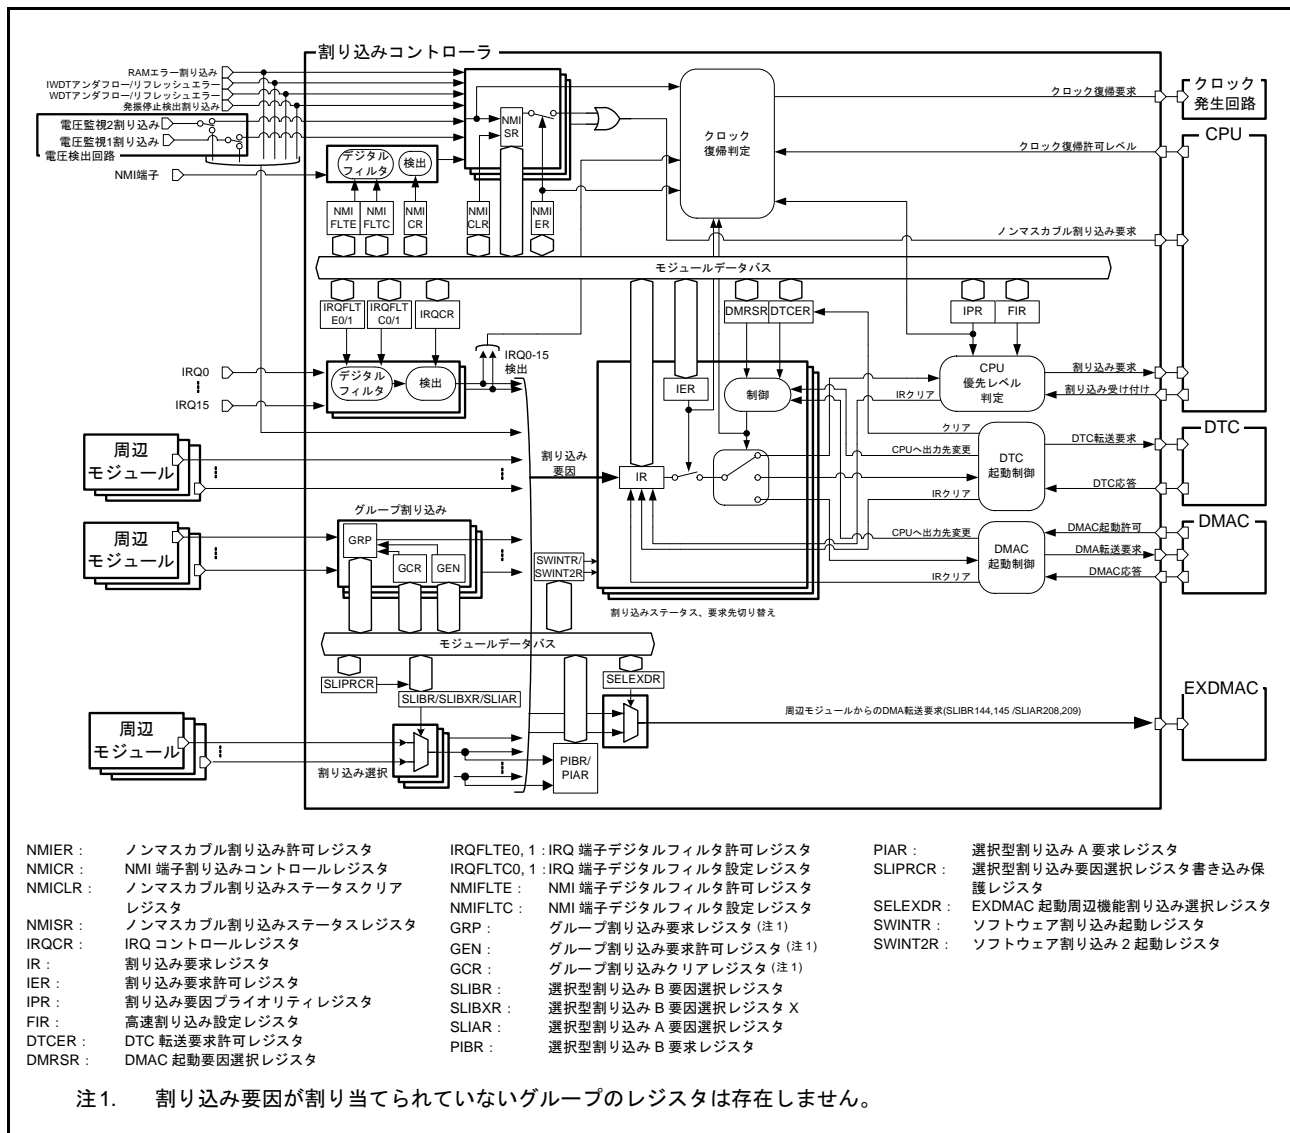 割り込みコントローラ
RAMエラー割り込み
IWDTアンダフロー/リフレッシュエラー
WDTアンダフロー/リフレッシュエラー
発振停止検出割り込み
電圧監視2割り込み
電圧監視1割り込み
電圧検出回路
NMI端子
デジタル
フィルタ
検出
NMI
SR
NMI
FLTE
NMI
FLTC
NMI
CR
NMI
CLR
NMI
ER
クロック
復帰判定
クロック復帰要求
クロック
発生回路
クロック復帰許可レベル
CPU
ノンマスカブル割り込み要求
モジュールデータバス
IRQFLT
E0/1
IRQFLT
C0/1
IRQCR
DMRSR
DTCER
IPR
FIR
IRQ0
IRQ15
デジタル
フィルタ
検出
IRQ0-15
検出
IER
制御
CPU
優先レベル
判定
割り込み要求
割り込み受け付け
IRクリア
周辺
モジュール
割り込み
要因
IR
クリア
CPUへ出力先変更
IRクリア
DTC
起動制御
DTC転送要求
DTC応答
DTC
周辺
モジュール
グループ割り込み
GRP
GCR
GEN
SWINTR/
SWINT2R
CPUへ出力先変更
IRクリア
DMAC
起動制御
DMAC起動許可
DMA転送要求
DMAC応答
DMAC
割り込みステータス、要求先切り替え
モジュールデータバス
SLIPRCR
SLIBR/SLIBXR/SLIAR
SELEXDR
周辺
モジュール
割り込み選択
PIBR/
PIAR
周辺モジュールからのDMA転送要求(SLIBR144,145 /SLIAR208,209)
EXDMAC
NMIER : ノンマスカブル割り込み許可レジスタ
NMICR : NMI 端子割り込みコントロールレジスタ
NMICLR : ノンマスカブル割り込みステータスクリア
レジスタ
NMISR : ノンマスカブル割り込みステータスレジスタ
IRQCR : IRQ コントロールレジスタ
IR : 割り込み要求レジスタ
IER : 割り込み要求許可レジスタ
IPR : 割り込み要因プライオリティレジスタ
FIR : 高速割り込み設定レジスタ
DTCER : DTC 転送要求許可レジスタ
DMRSR : DMAC 起動要因選択レジスタ
IRQFLTE0, 1 : IRQ 端子デジタルフィルタ許可レジスタ
IRQFLTC0, 1 : IRQ 端子デジタルフィルタ設定レジスタ
NMIFLTE : NMI 端子デジタルフィルタ許可レジスタ
NMIFLTC : NMI 端子デジタルフィルタ設定レジスタ
GRP : グループ割り込み要求レジスタ (注1)
GEN : グループ割り込み要求許可レジスタ (注1)
GCR : グループ割り込みクリアレジスタ (注1)
SLIBR : 選択型割り込み B 要因選択レジスタ
SLIBXR : 選択型割り込み B 要因選択レジスタ X
SLIAR : 選択型割り込み A 要因選択レジスタ
PIBR : 選択型割り込み B 要求レジスタ
PIAR : 選択型割り込み A 要求レジスタ
SLIPRCR : 選択型割り込み要因選択レジスタ書き込み保
護レジスタ
SELEXDR : EXDMAC 起動周辺機能割り込み選択レジスタ
SWINTR : ソフトウェア割り込み起動レジスタ
SWINT2R : ソフトウェア割り込み 2 起動レジスタ
注1. 割り込み要因が割り当てられていないグループのレジスタは存在しません。